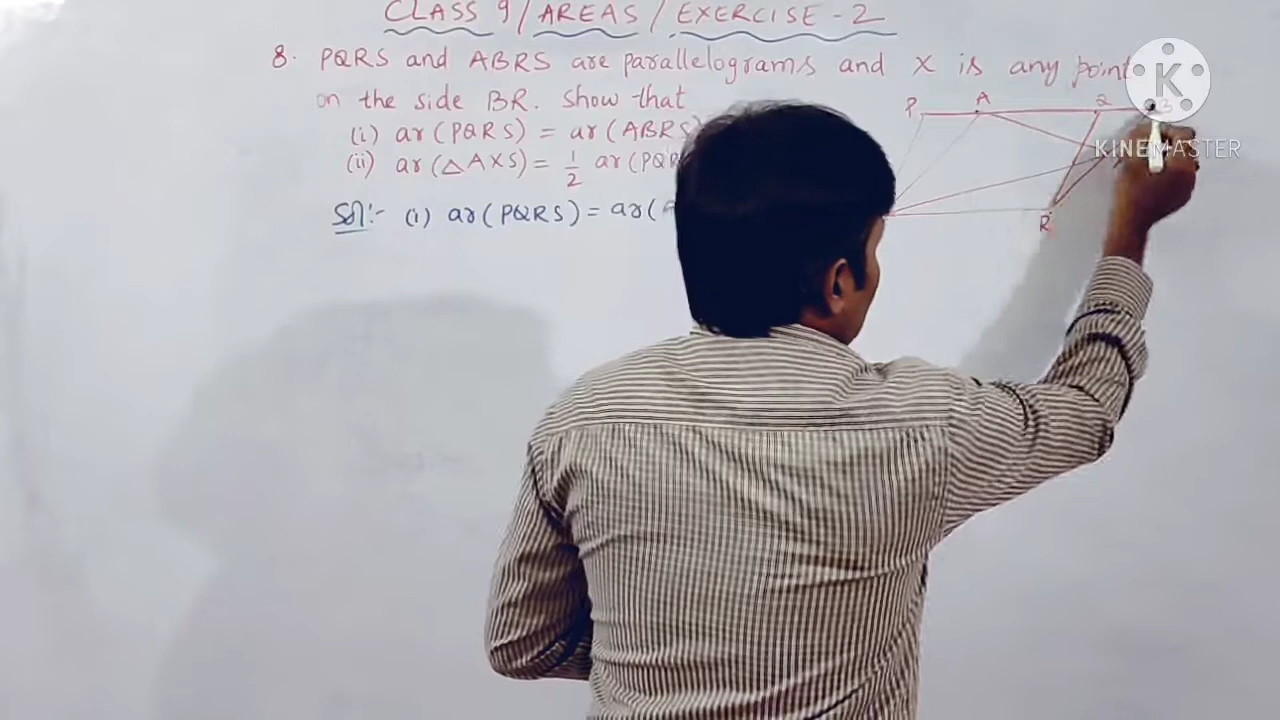 CLASS 9 / AREAS / EXERCISE - 2
8. PQRS and ABRS are parallelograms and X is any point
on the side BR. Show that
(i) ar (PQRS) = ar (ABRS)
(ii) ar (△AXS) = 1/2 ar (PQR
Sol:- (i) ar (PQRS) = ar (A
P A Q B
R
K
KINEMASTER